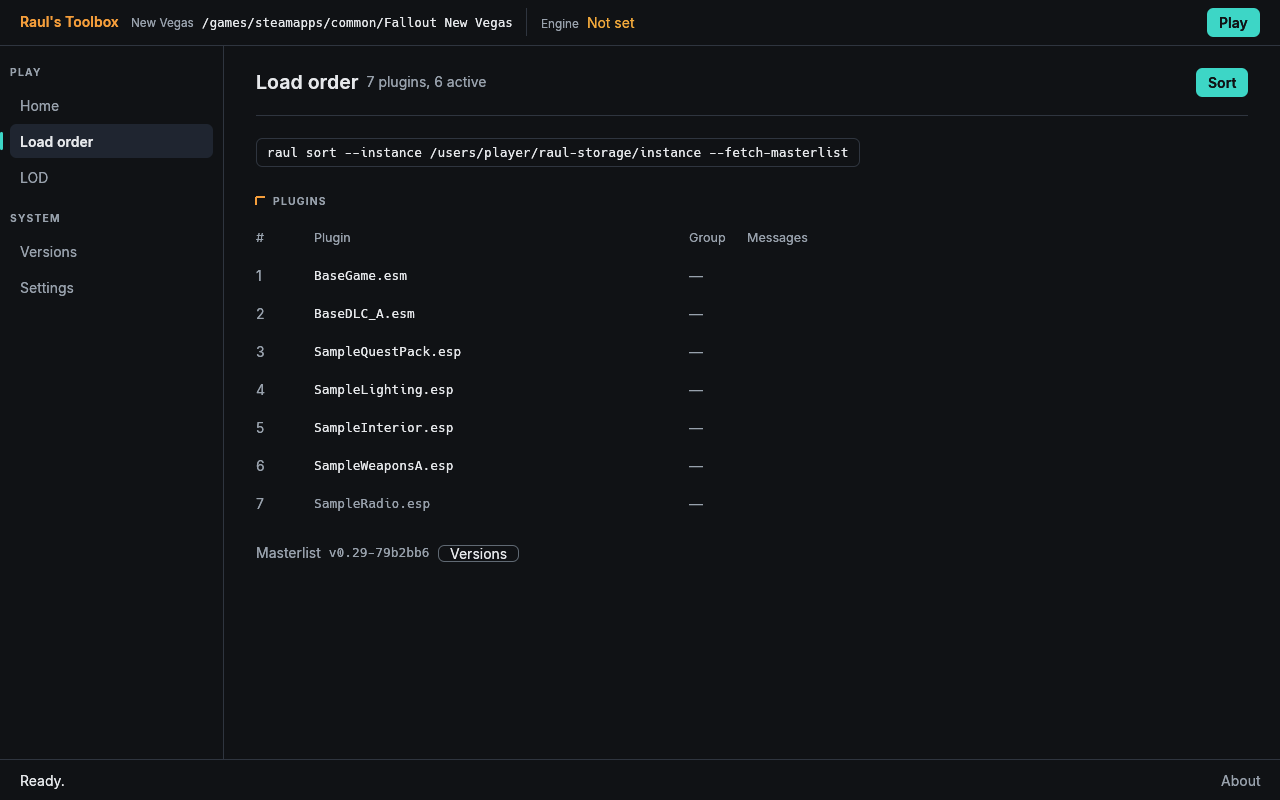 Raul's Toolbox New Vegas /games/steamapps/common/Fallout New Vegas Engine Not set Play
PLAY
Home
Load order
LOD
SYSTEM
Versions
Settings
Load order 7 plugins, 6 active Sort
raul sort --instance /users/player/raul-storage/instance --fetch-masterlist
PLUGINS
# Plugin Group Messages
1 BaseGame.esm —
2 BaseDLC_A.esm —
3 SampleQuestPack.esp —
4 SampleLighting.esp —
5 SampleInterior.esp —
6 SampleWeaponsA.esp —
7 SampleRadio.esp —
Masterlist v0.29-79b2bb6 Versions
Ready. About